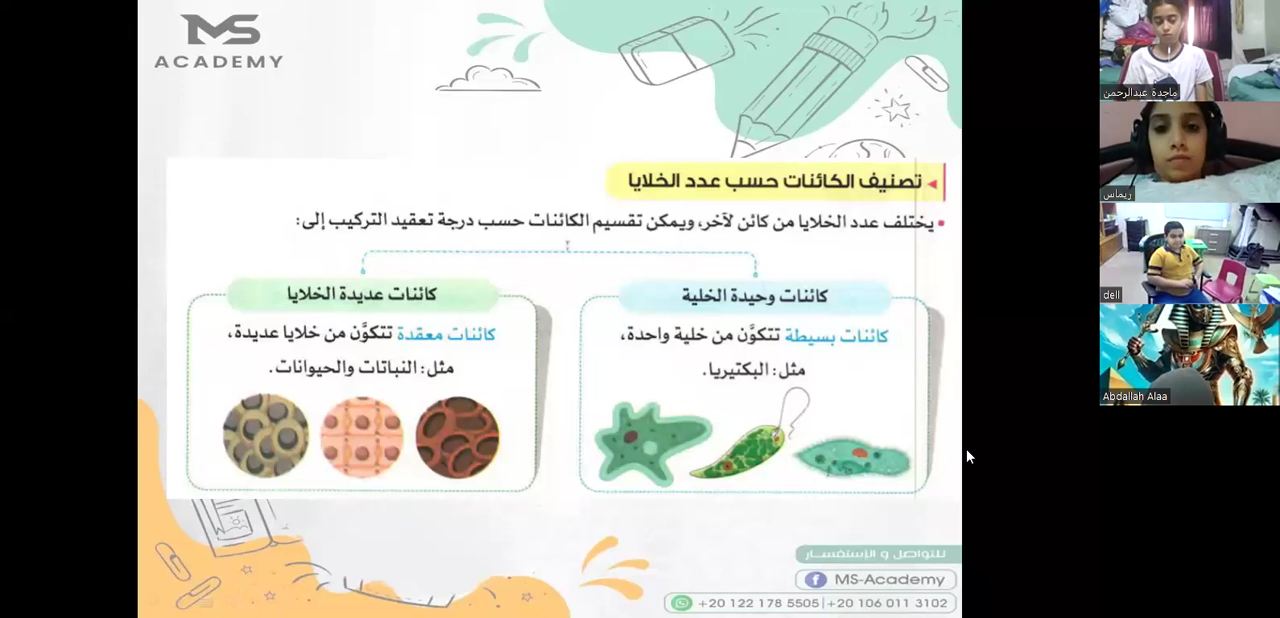 MS
ACADEMY
تصنيف الكائنات حسب عدد الخلايا
يختلف عدد الخلايا من كائن لآخر، ويمكن تقسيم الكائنات حسب درجة تعقيد التركيب إلى:
كائنات وحيدة الخلية
كائنات بسيطة تتكوَّن من خلية واحدة،
مثل: البكتيريا.
كائنات عديدة الخلايا
كائنات معقدة تتكوَّن من خلايا عديدة،
مثل: النباتات والحيوانات.
للتواصل و الإستفسار
MS-Academy
+20 122 178 5505 | +20 106 011 3102
ماجدة عبدالرحمن
ريماس
dell
Abdallah Alaa